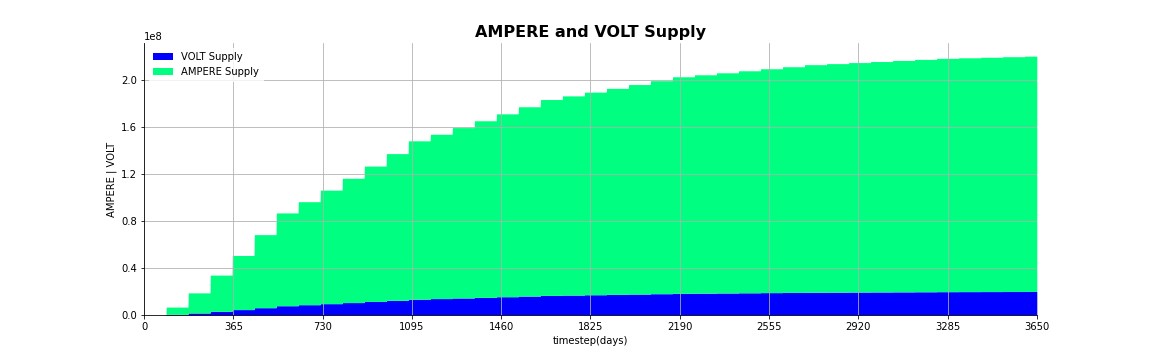 AMPERE and VOLT Supply
1e8
VOLT Supply
AMPERE Supply
2.0
1.6
1.2
0.8
0.4
0.0
AMPERE | VOLT
0 365 730 1095 1460 1825 2190 2555 2920 3285 3650
timestep(days)